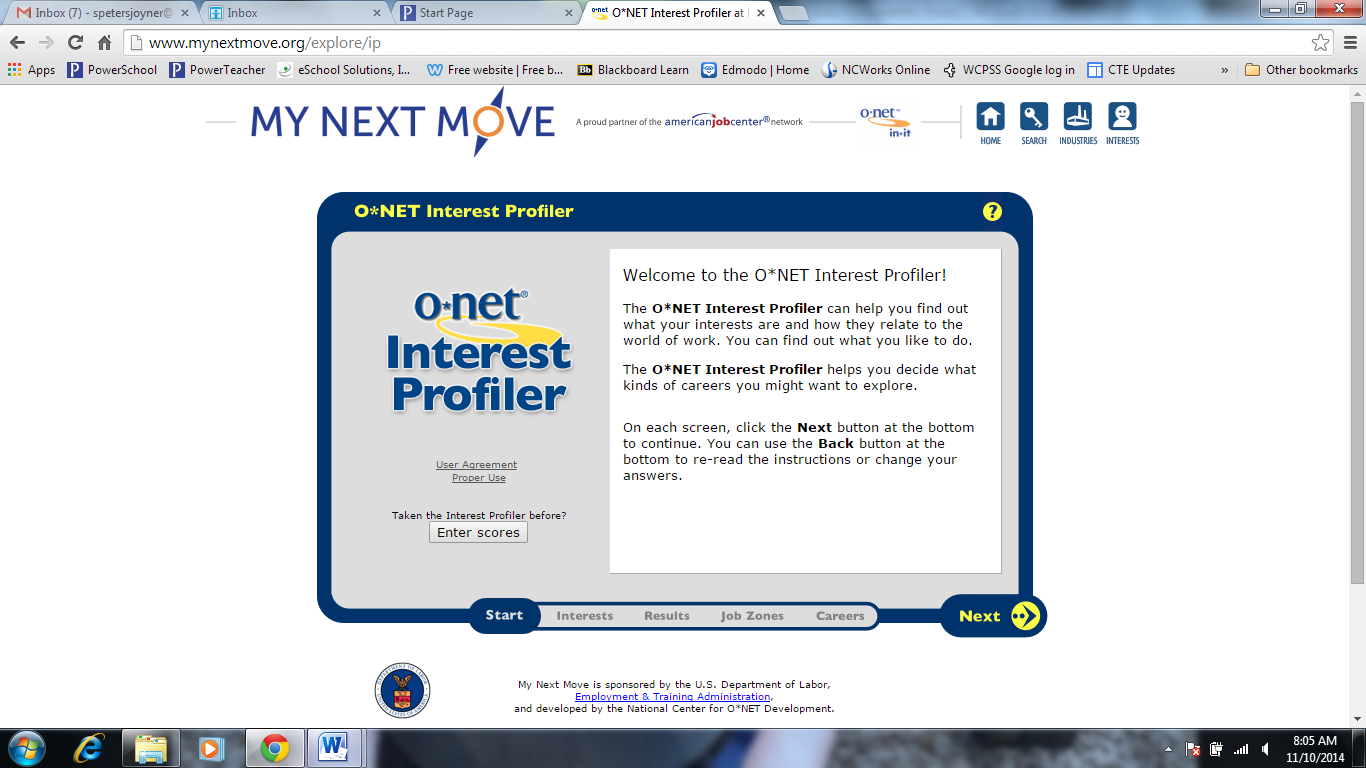 Inbox (7) - spetersjoyner@
Inbox
Start Page
O*NET Interest Profiler at
www.mynextmove.org/explore/ip
Apps
PowerSchool
PowerTeacher
eSchool Solutions, I...
Free website | Free b...
Blackboard Learn
Edmodo | Home
NCWorks Online
WCPSS Google log in
CTE Updates
»
Other bookmarks
MY NEXT MOVE
A proud partner of the americanjobcenter® network
o*net™
in-it
HOME
SEARCH
INDUSTRIES
INTERESTS
O*NET Interest Profiler
?
o*net®
Interest
Profiler
User Agreement
Proper Use
Taken the Interest Profiler before?
Enter scores
Welcome to the O*NET Interest Profiler!
The O*NET Interest Profiler can help you find out
what your interests are and how they relate to the
world of work. You can find out what you like to do.
The O*NET Interest Profiler helps you decide what
kinds of careers you might want to explore.
On each screen, click the Next button at the bottom
to continue. You can use the Back button at the
bottom to re-read the instructions or change your
answers.
Start
Interests
Results
Job Zones
Careers
Next
My Next Move is sponsored by the U.S. Department of Labor,
Employment & Training Administration,
and developed by the National Center for O*NET Development.
8:05 AM
11/10/2014